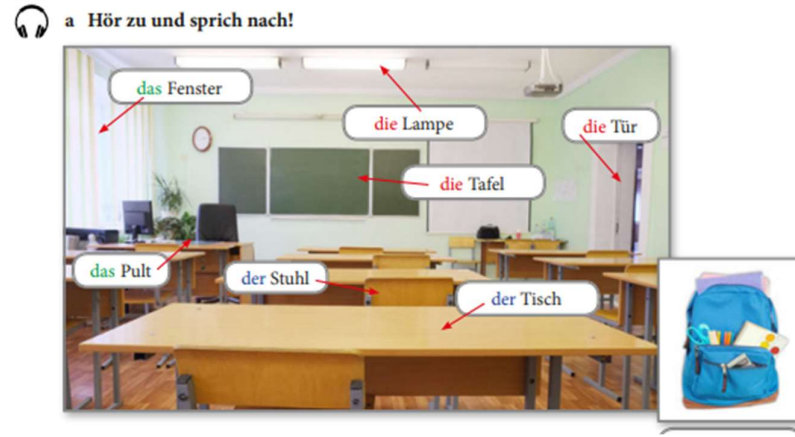 a Hör zu und sprich nach!
das Fenster
die Lampe
die Tür
die Tafel
das Pult
der Stuhl
der Tisch